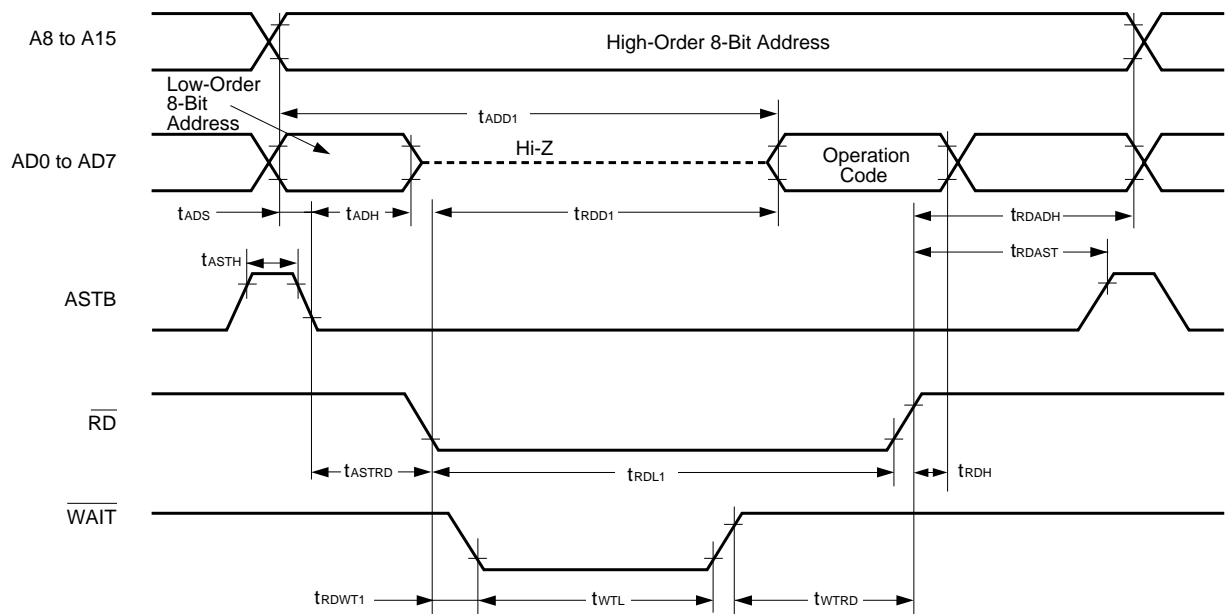 A8 to A15
High-Order 8-Bit Address
Low-Order
8-Bit
Address
tADD1
AD0 to AD7
Hi-Z
Operation
Code
tADS
tADH
tRDD1
tRDADH
tASTH
tRDAST
ASTB
RD
tASTRD
tRDL1
tRDH
WAIT
tRDWT1
tWTL
tWTRD